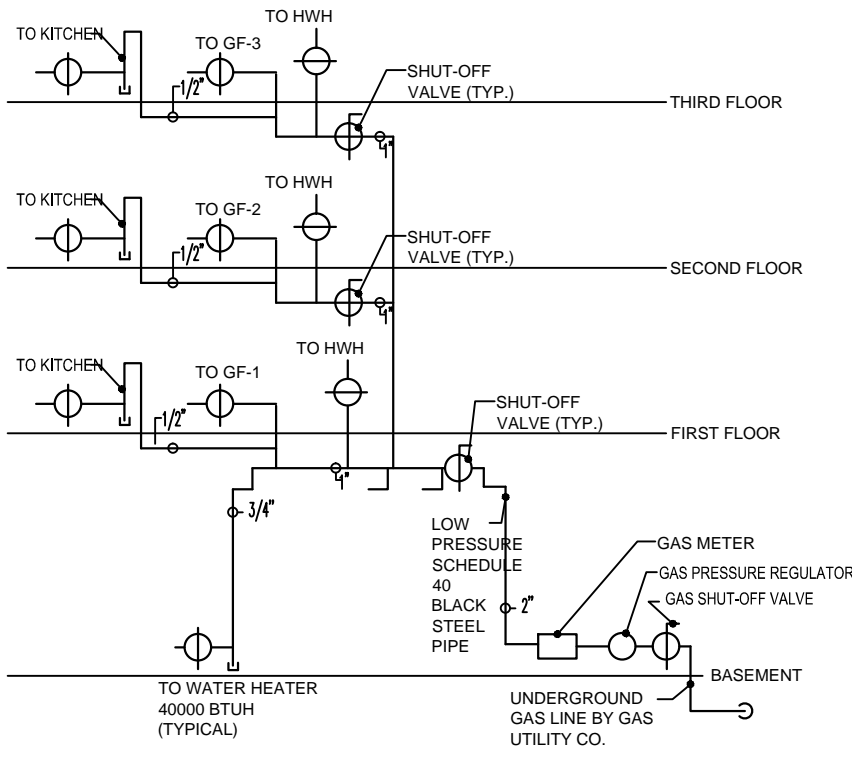 TO HWH
TO KITCHEN
TO GF-3
1/2"
SHUT-OFF
VALVE (TYP.)
THIRD FLOOR
1"
TO HWH
TO KITCHEN
TO GF-2
1/2"
SHUT-OFF
VALVE (TYP.)
SECOND FLOOR
1"
TO HWH
TO KITCHEN
TO GF-1
1/2"
SHUT-OFF
VALVE (TYP.)
FIRST FLOOR
1"
3/4"
LOW
PRESSURE
SCHEDULE
40
BLACK
STEEL
PIPE
2"
GAS METER
GAS PRESSURE REGULATOR
GAS SHUT-OFF VALVE
BASEMENT
TO WATER HEATER
40000 BTUH
(TYPICAL)
UNDERGROUND
GAS LINE BY GAS
UTILITY CO.